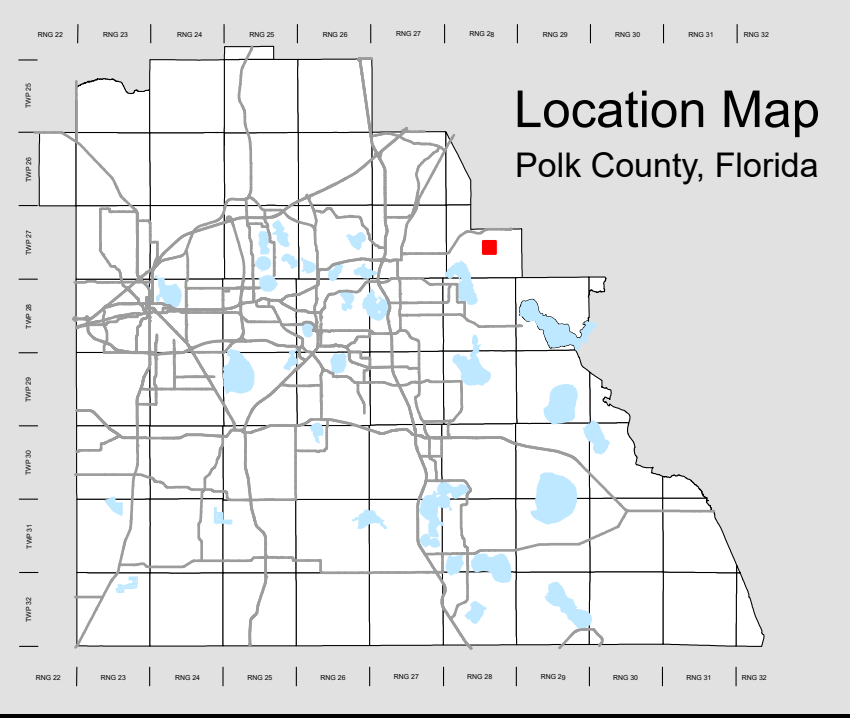 RNG 22 RNG 23 RNG 24 RNG 25 RNG 26 RNG 27 RNG 28 RNG 29 RNG 30 RNG 31 RNG 32
Location Map
Polk County, Florida
TWP 25
TWP 26
TWP 27
TWP 28
TWP 29
TWP 30
TWP 31
TWP 32
RNG 22 RNG 23 RNG 24 RNG 25 RNG 26 RNG 27 RNG 28 RNG 29 RNG 30 RNG 31 RNG 32